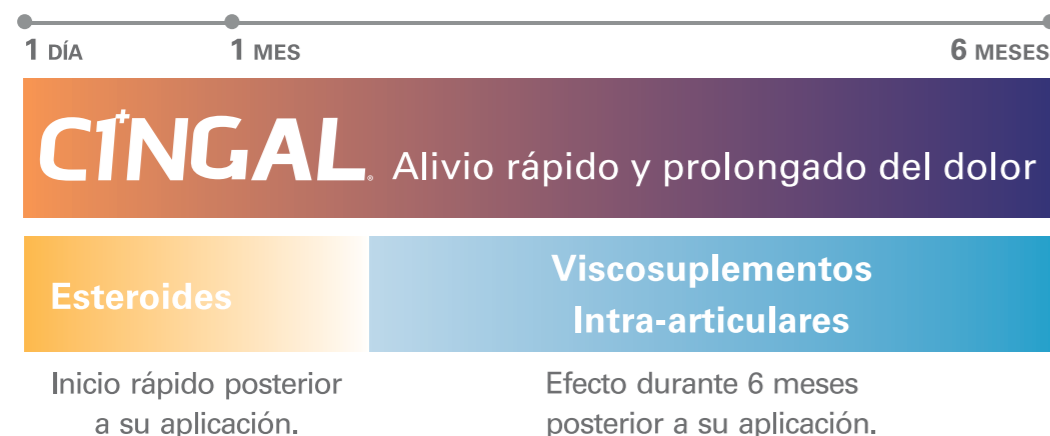 1 DÍA 1 MES 6 MESES
CINGAL® Alivio rápido y prolongado del dolor
Esteroides
Viscosuplementos
Intra-articulares
Inicio rápido posterior
a su aplicación.
Efecto durante 6 meses
posterior a su aplicación.